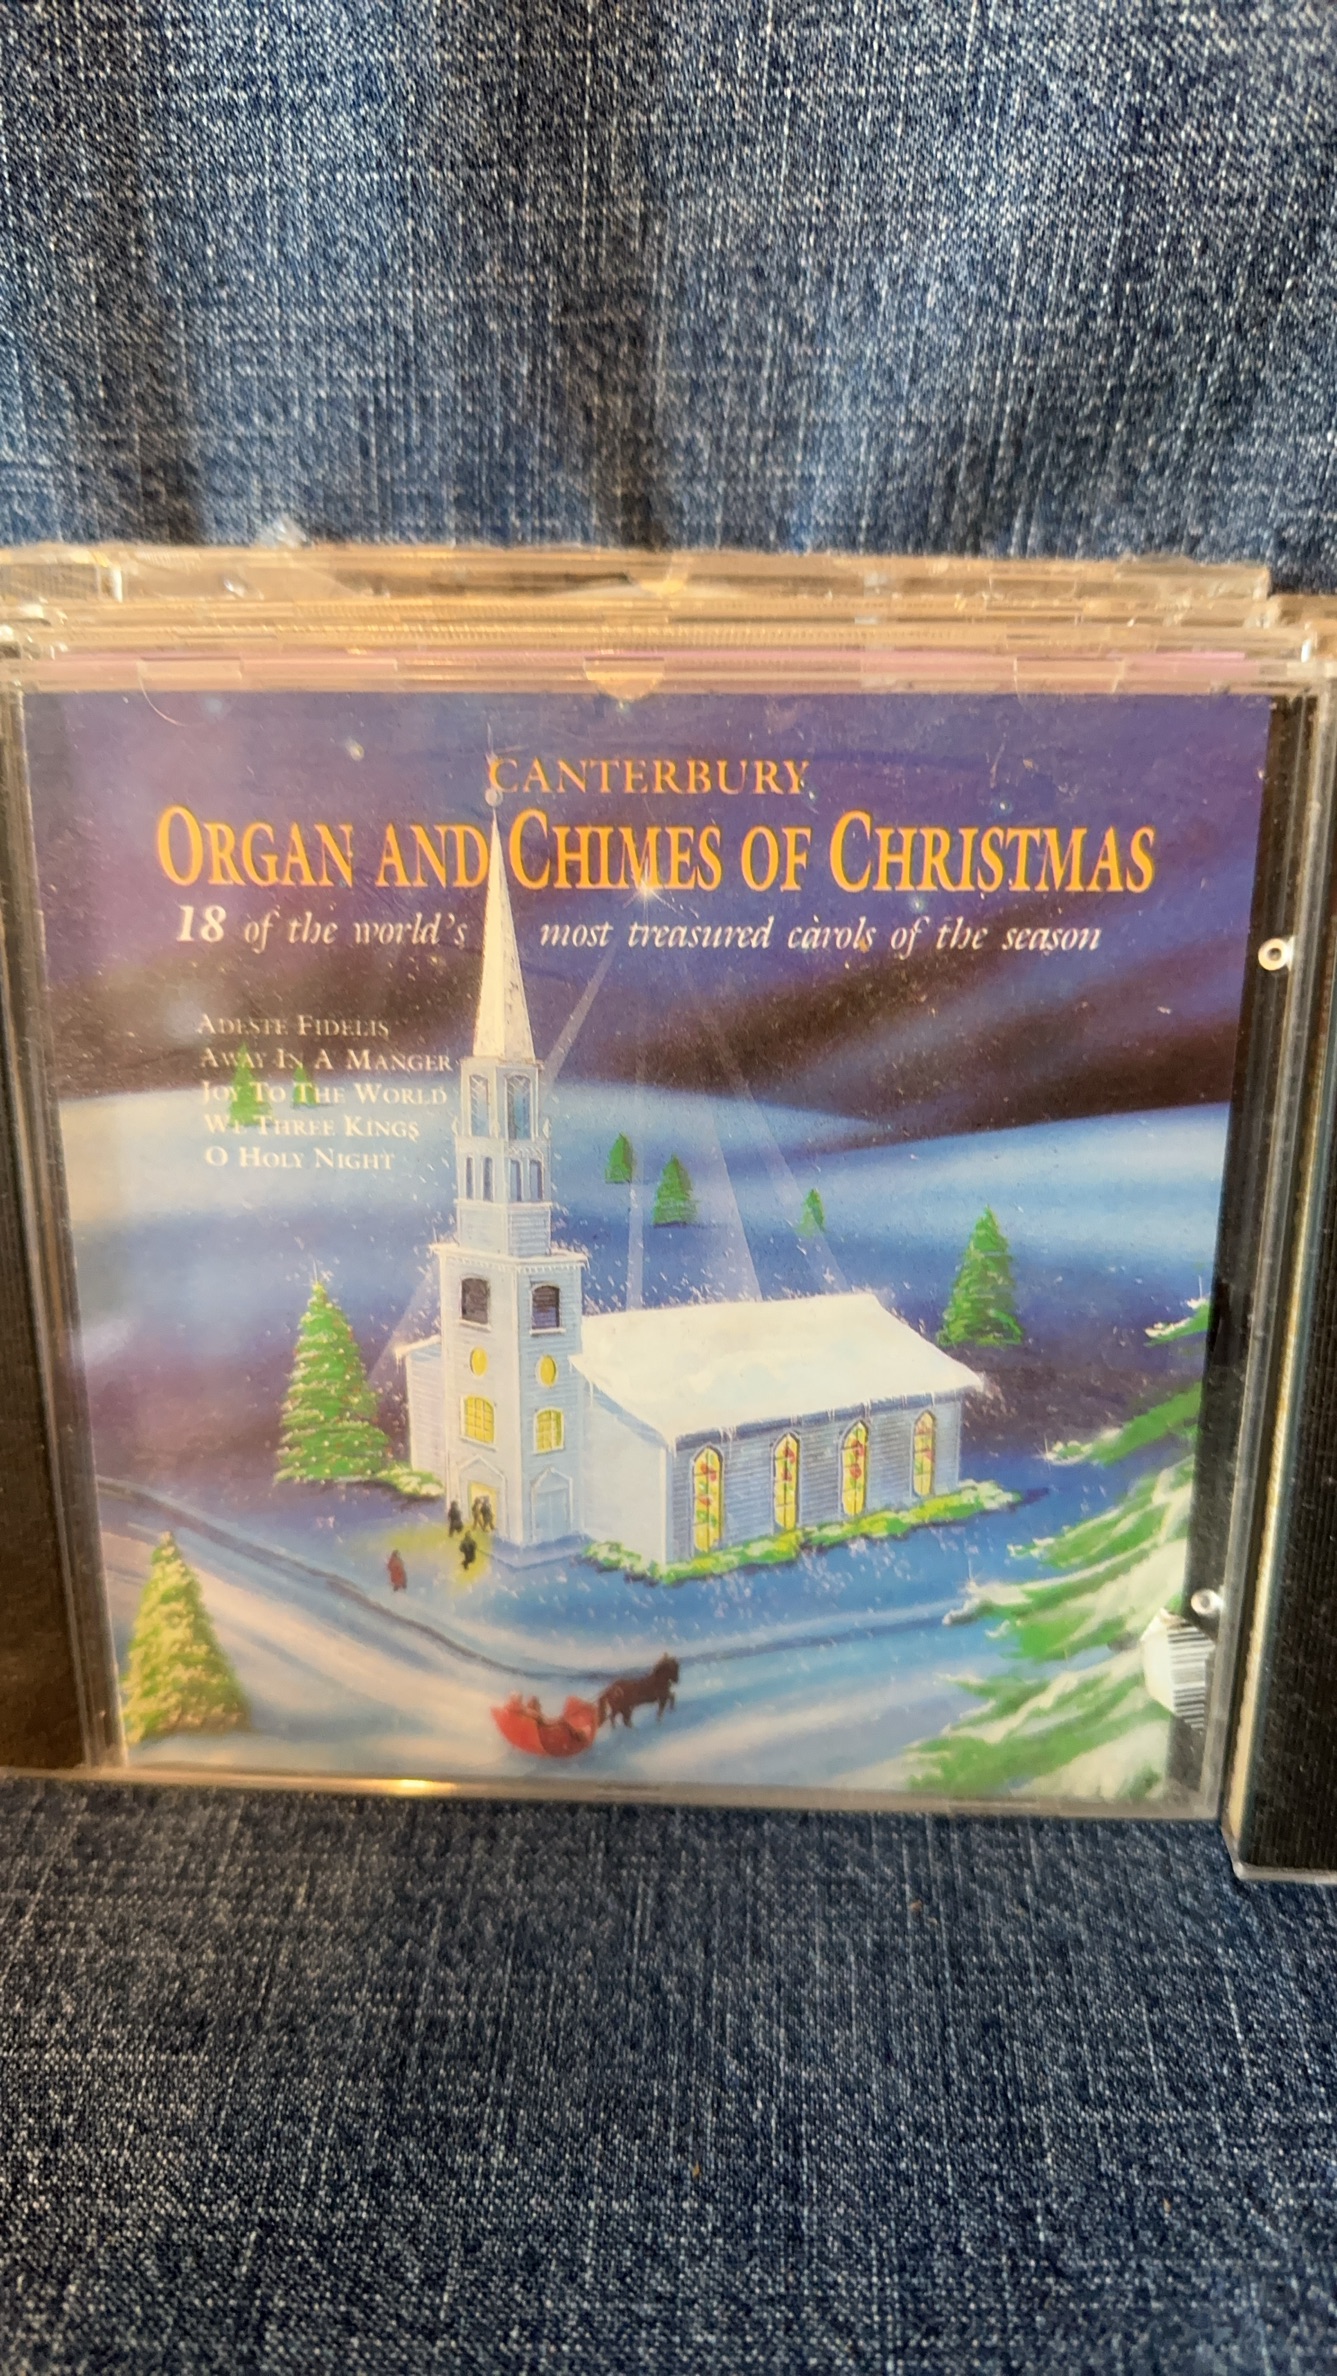 CANTERBURY
ORGAN AND CHIMES OF CHRISTMAS
18 of the world's most treasured carols of the season
ADESTE FIDELIS
AWAY IN A MANGER
JOY TO THE WORLD
WE THREE KINGS
O HOLY NIGHT